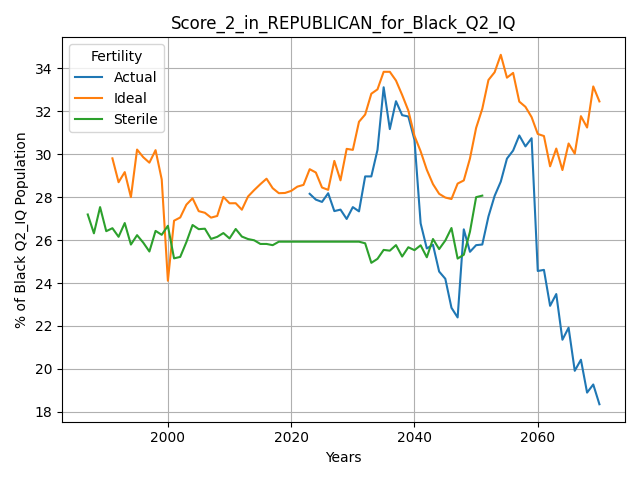 Score_2_in_REPUBLICAN_for_Black_Q2_IQ
Fertility
Actual
Ideal
Sterile
% of Black Q2_IQ Population
34
32
30
28
26
24
22
20
18
2000
2020
2040
2060
Years